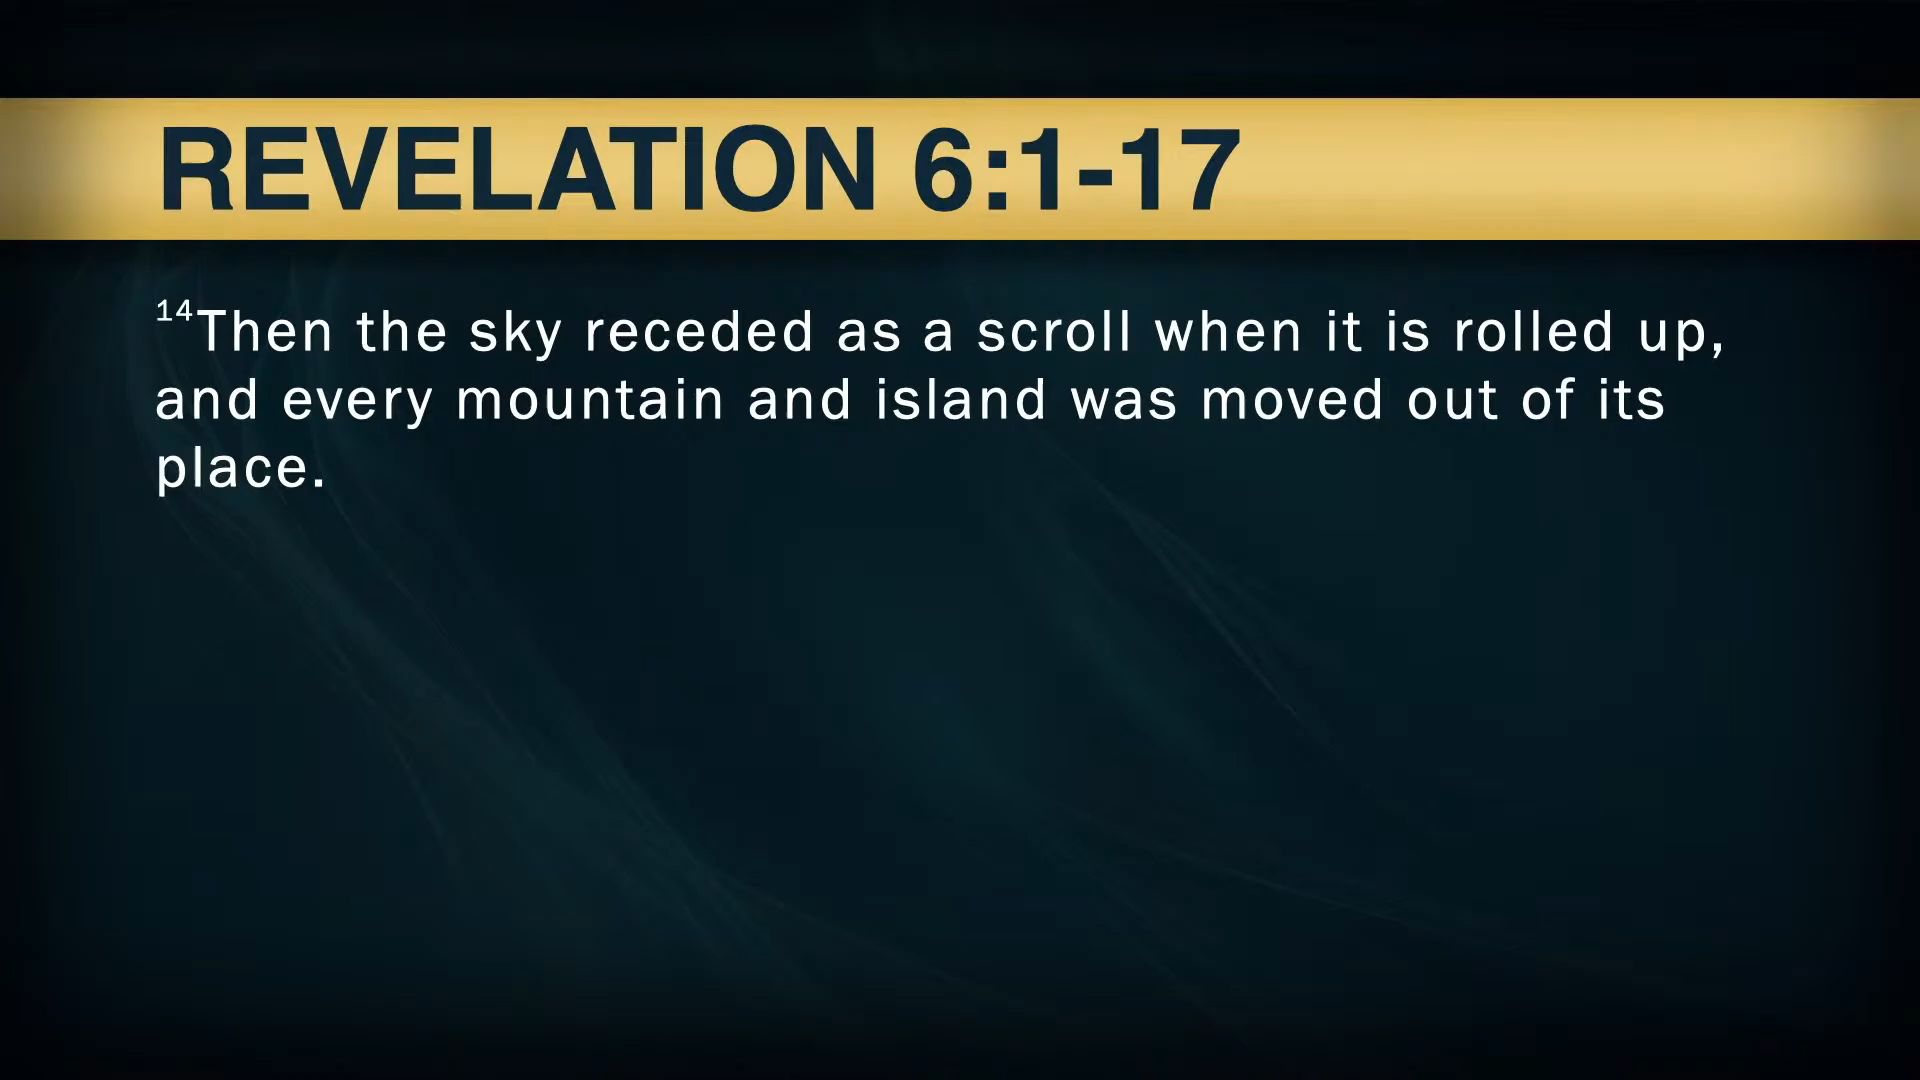 REVELATION 6:1-17
14Then the sky receded as a scroll when it is rolled up,
and every mountain and island was moved out of its
place.